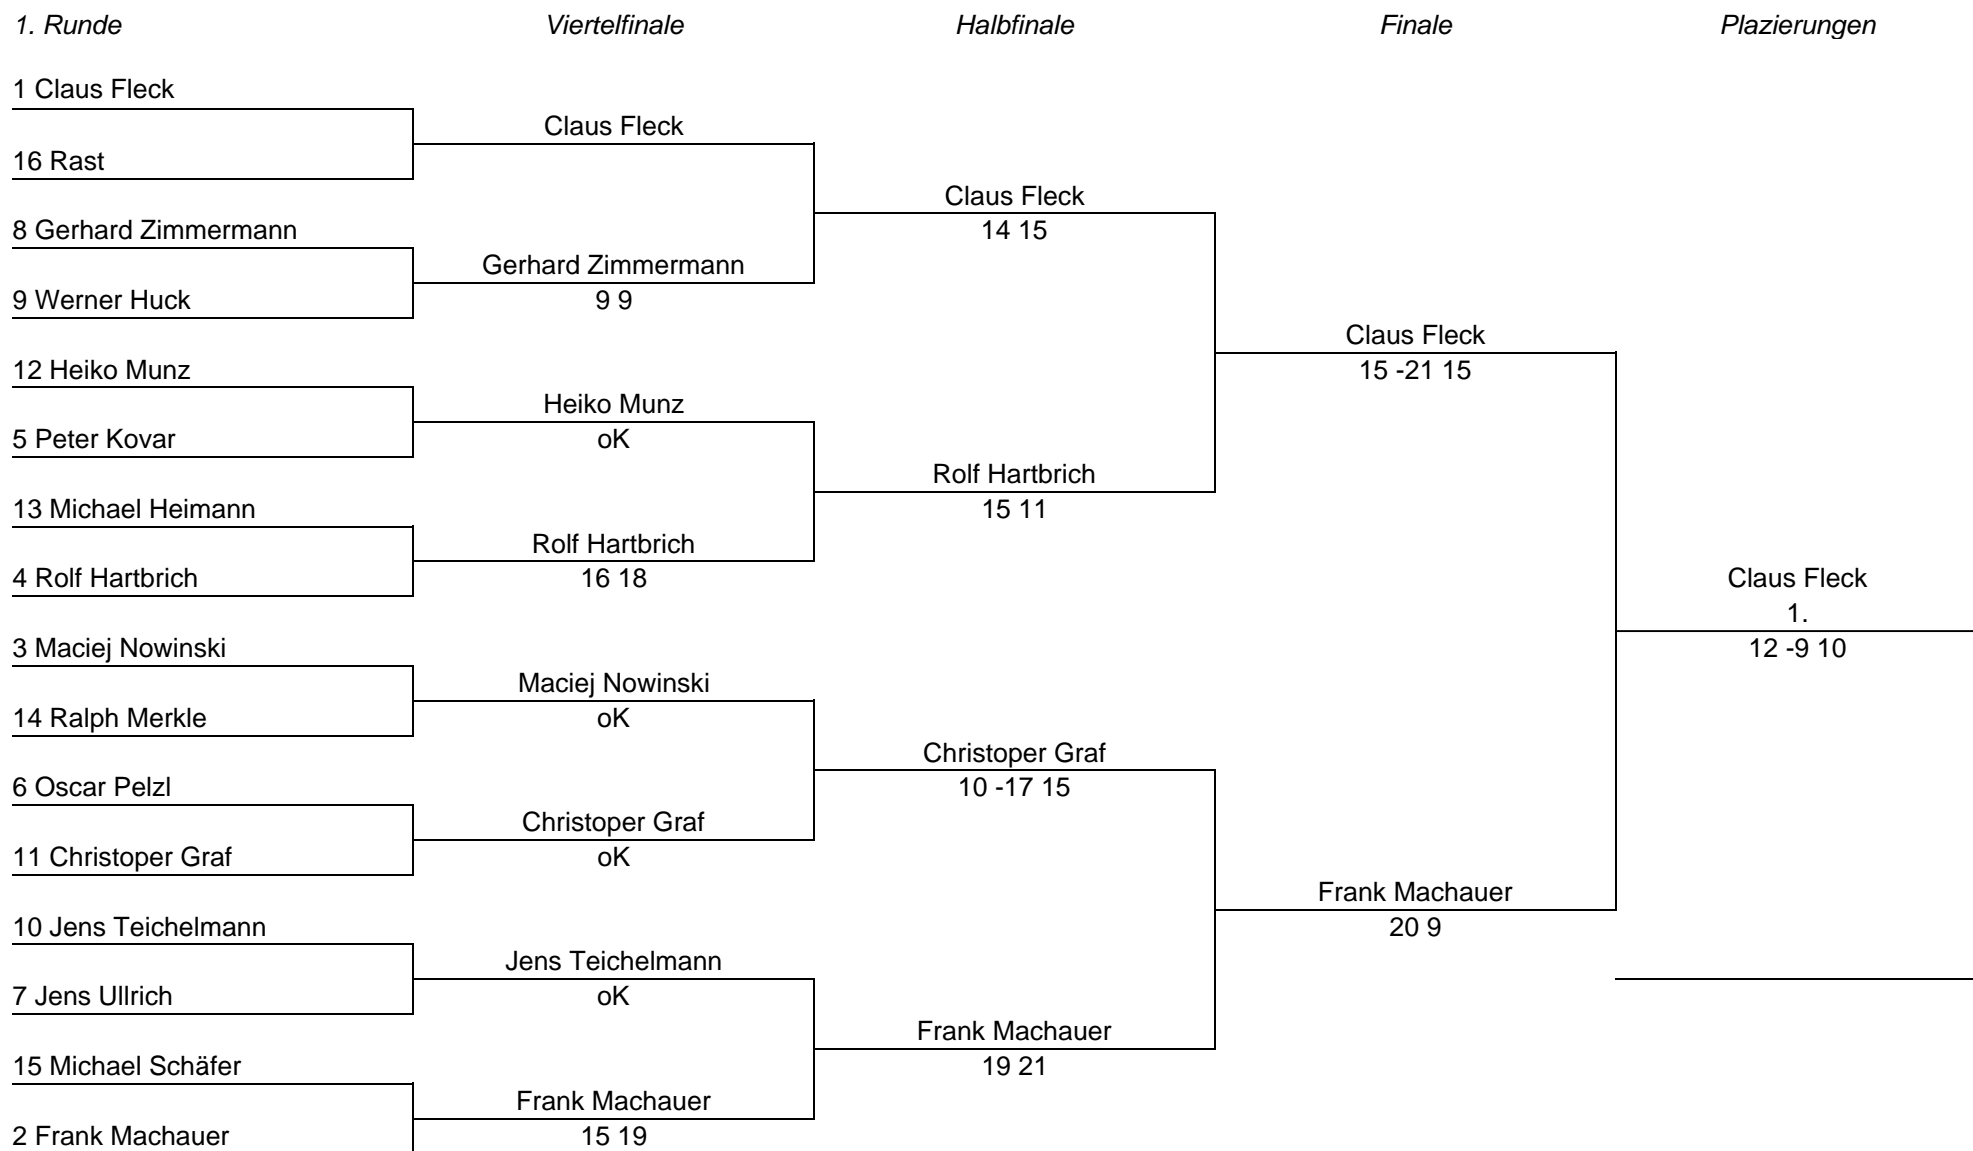 1. Runde Viertelfinale Halbfinale Finale Plazierungen
1 Claus Fleck
Claus Fleck
16 Rast
Claus Fleck
8 Gerhard Zimmermann
14 15
Gerhard Zimmermann
9 Werner Huck
9 9
Claus Fleck
12 Heiko Munz
15 -21 15
Heiko Munz
5 Peter Kovar
oK
Rolf Hartbrich
13 Michael Heimann
15 11
Rolf Hartbrich
4 Rolf Hartbrich
16 18
Claus Fleck
1.
3 Maciej Nowinski
12 -9 10
Maciej Nowinski
14 Ralph Merkle
oK
Christoper Graf
6 Oscar Pelzl
10 -17 15
Christoper Graf
11 Christoper Graf
oK
Frank Machauer
10 Jens Teichelmann
20 9
Jens Teichelmann
7 Jens Ullrich
oK
Frank Machauer
15 Michael Schäfer
19 21
Frank Machauer
2 Frank Machauer
15 19